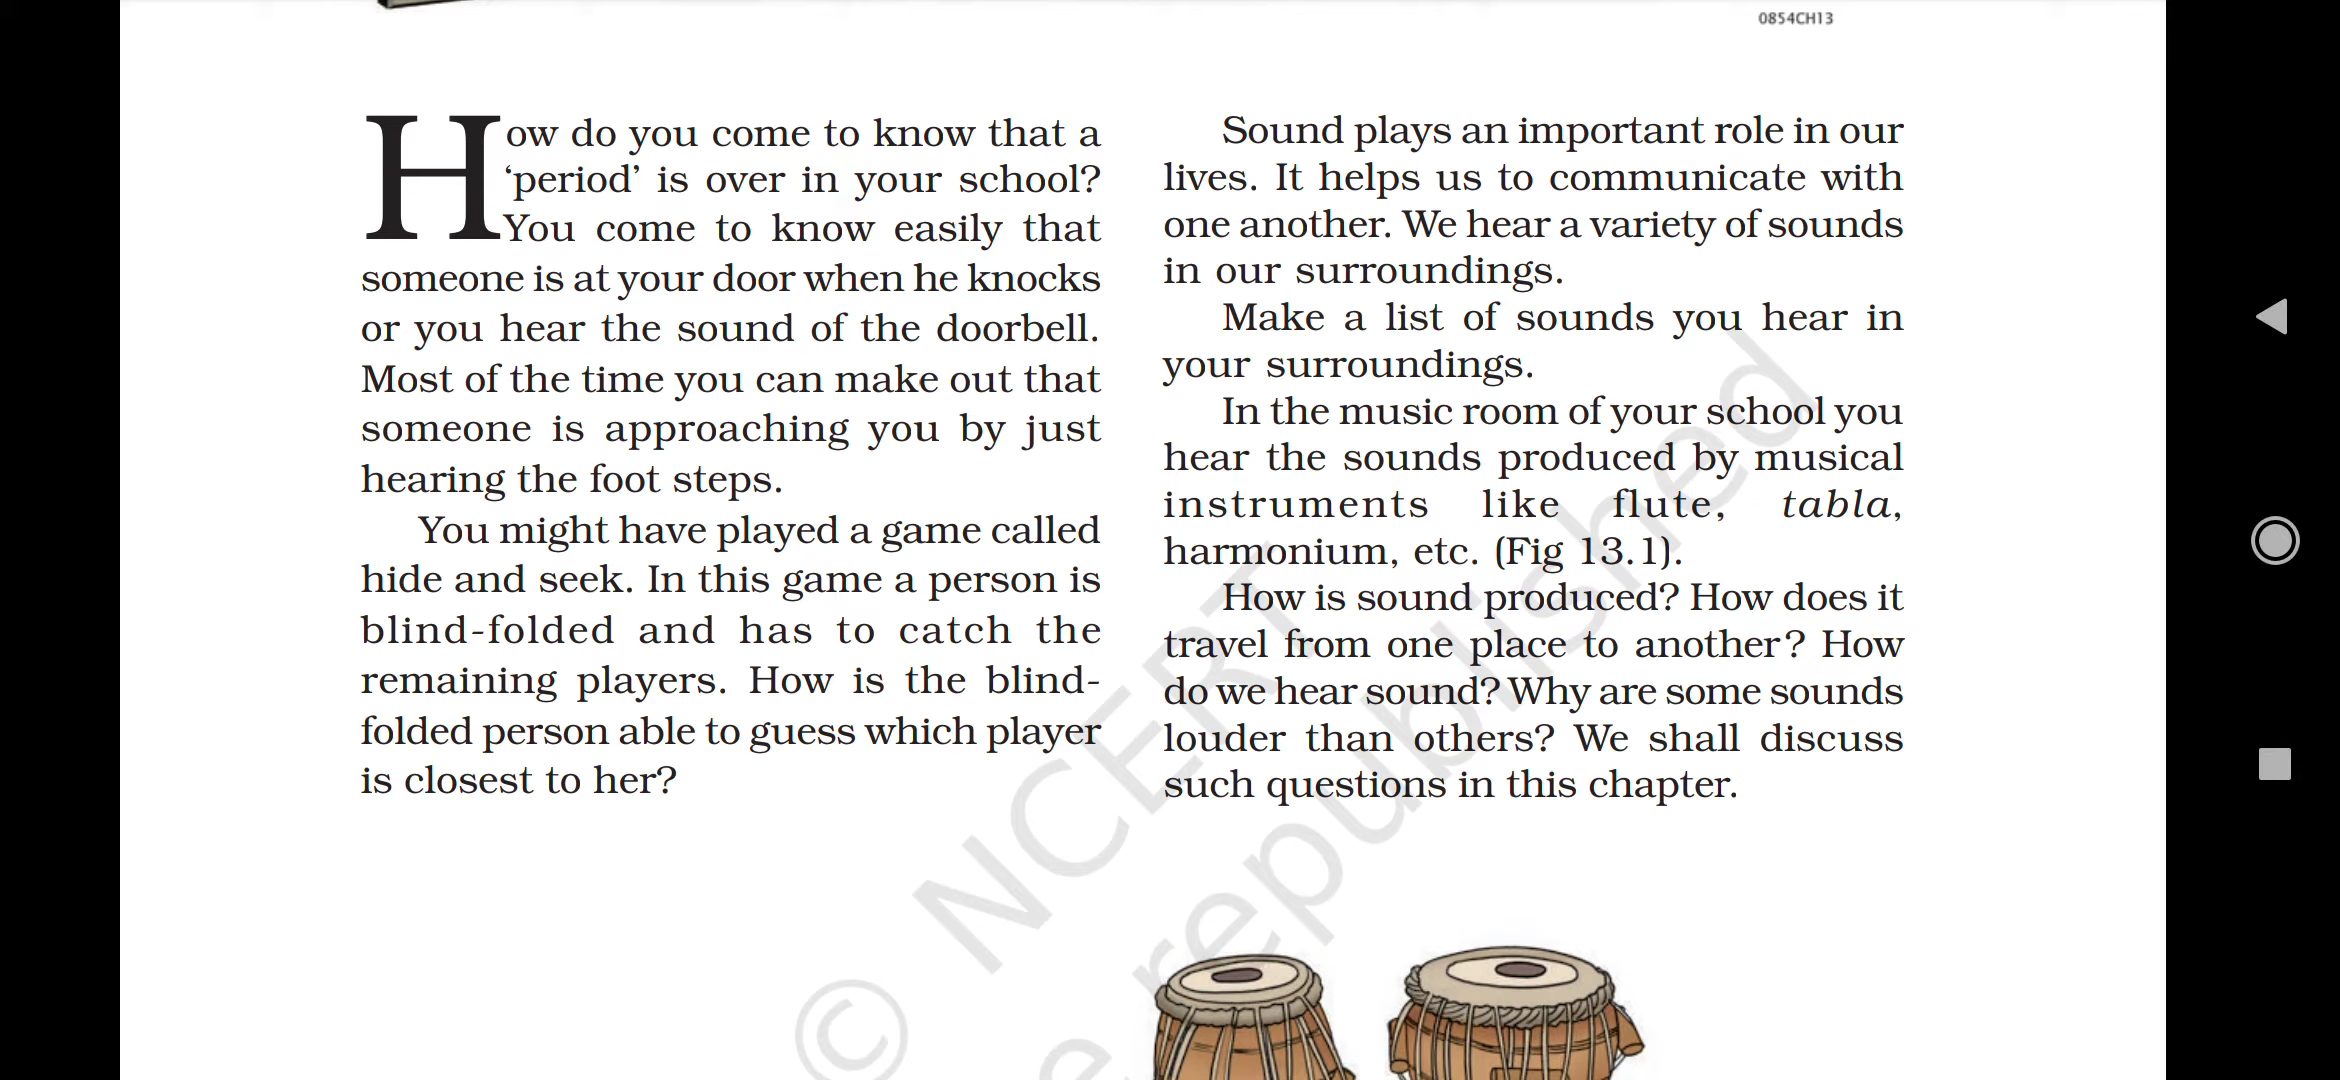 0854CH13
How do you come to know that a
‘period’ is over in your school?
You come to know easily that
someone is at your door when he knocks
or you hear the sound of the doorbell.
Most of the time you can make out that
someone is approaching you by just
hearing the foot steps.
You might have played a game called
hide and seek. In this game a person is
blind-folded and has to catch the
remaining players. How is the blind-
folded person able to guess which player
is closest to her?
Sound plays an important role in our
lives. It helps us to communicate with
one another. We hear a variety of sounds
in our surroundings.
Make a list of sounds you hear in
your surroundings.
In the music room of your school you
hear the sounds produced by musical
instruments like flute, tabla,
harmonium, etc. (Fig 13.1).
How is sound produced? How does it
travel from one place to another? How
do we hear sound? Why are some sounds
louder than others? We shall discuss
such questions in this chapter.
© NCERT
e republished